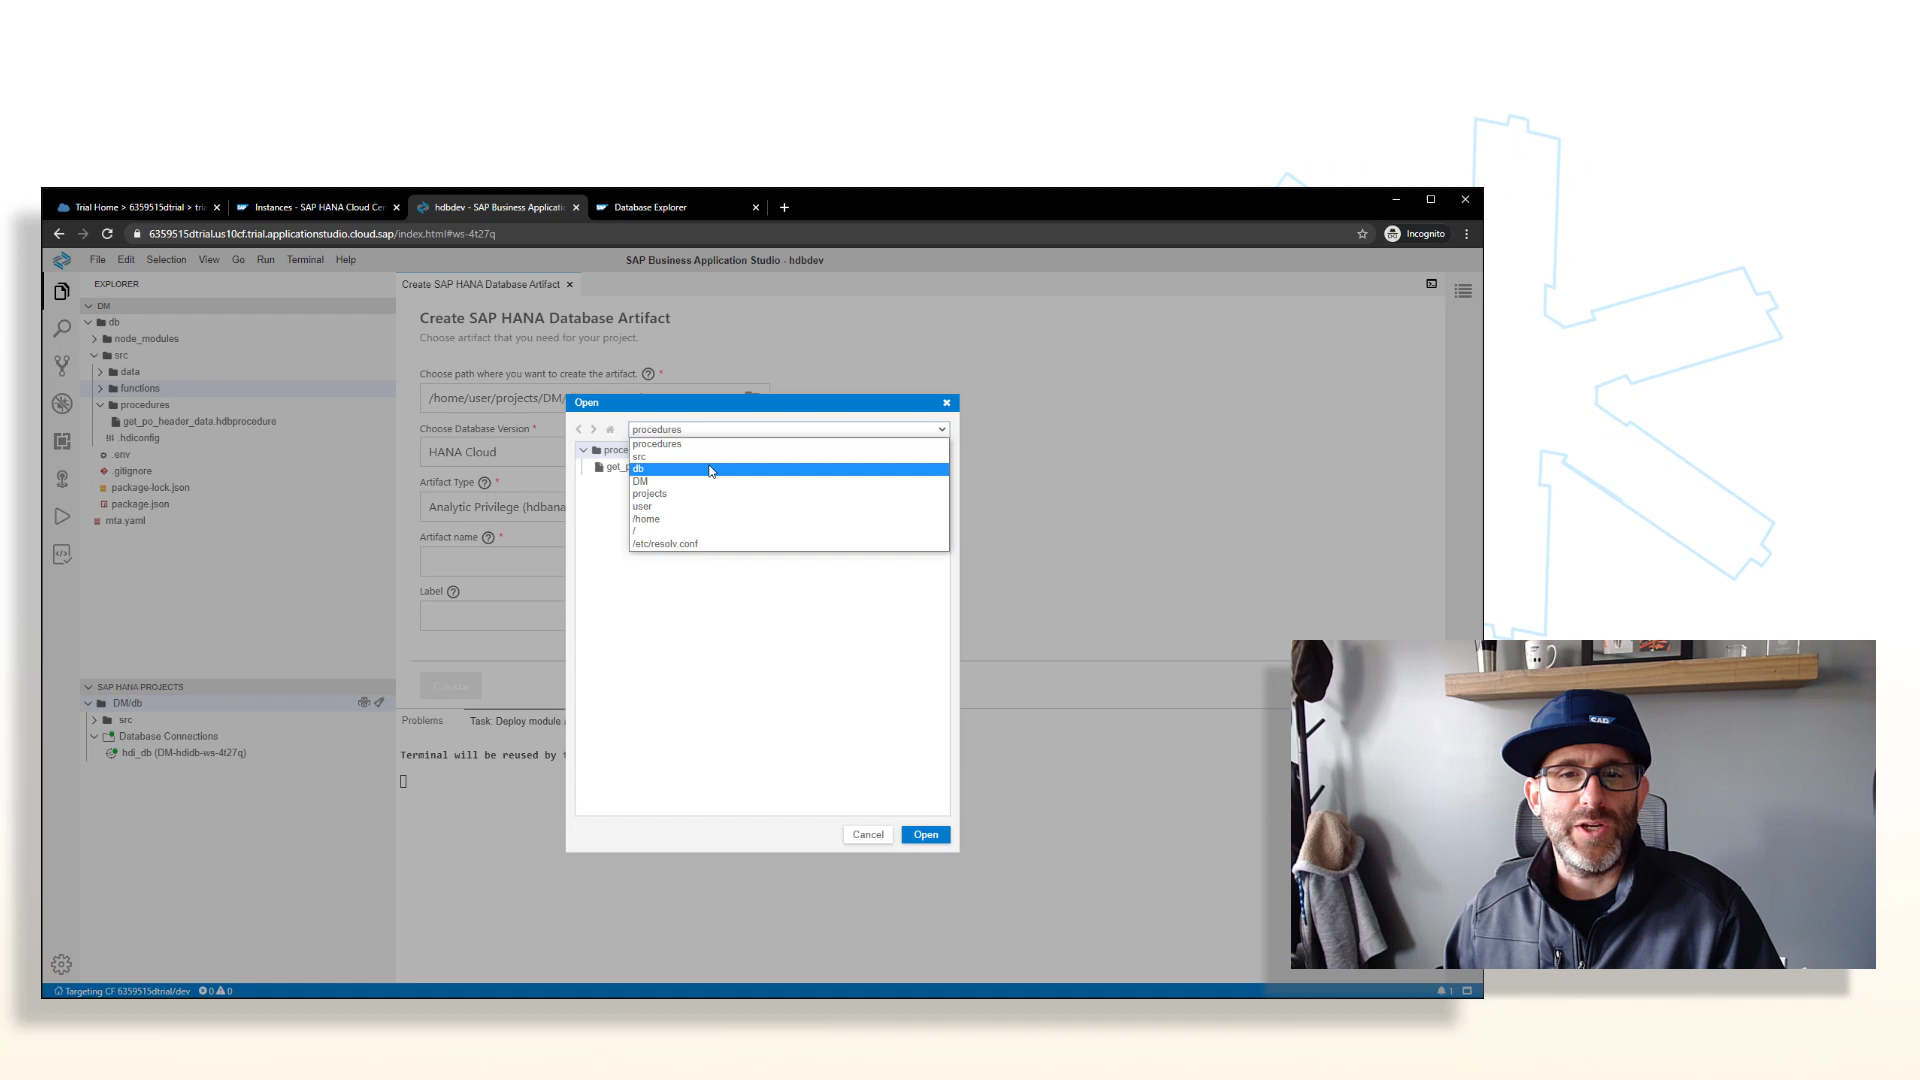 Trial Home > 6359515dtrial > tri
Instances - SAP HANA Cloud Cen
hdbdev - SAP Business Applicati
Database Explorer
6359515dtrial.us10cf.trial.applicationstudio.cloud.sap/index.html#ws-4t27q
Incognito
File Edit Selection View Go Run Terminal Help
SAP Business Application Studio - hdbdev
EXPLORER
DM
db
node_modules
src
data
functions
procedures
get_po_header_data.hdbprocedure
.hdiconfig
.env
.gitignore
package-lock.json
package.json
mta.yaml
SAP HANA PROJECTS
DM/db
src
Database Connections
hdi_db (DM-hdidb-ws-4t27q)
Create SAP HANA Database Artifact
Create SAP HANA Database Artifact
Choose artifact that you need for your project.
Choose path where you want to create the artifact. *
/home/user/projects/DM/
Choose Database Version *
HANA Cloud
Artifact Type *
Analytic Privilege (hdbana
Artifact name *
Label
Create
Problems Task: Deploy module
Terminal will be reused by t
Open
procedures
proce
get_p
procedures
src
db
DM
projects
user
/home
/
/etc/resolv.conf
Cancel Open
Targeting CF 6359515dtrial/dev 0 0
1
SAP